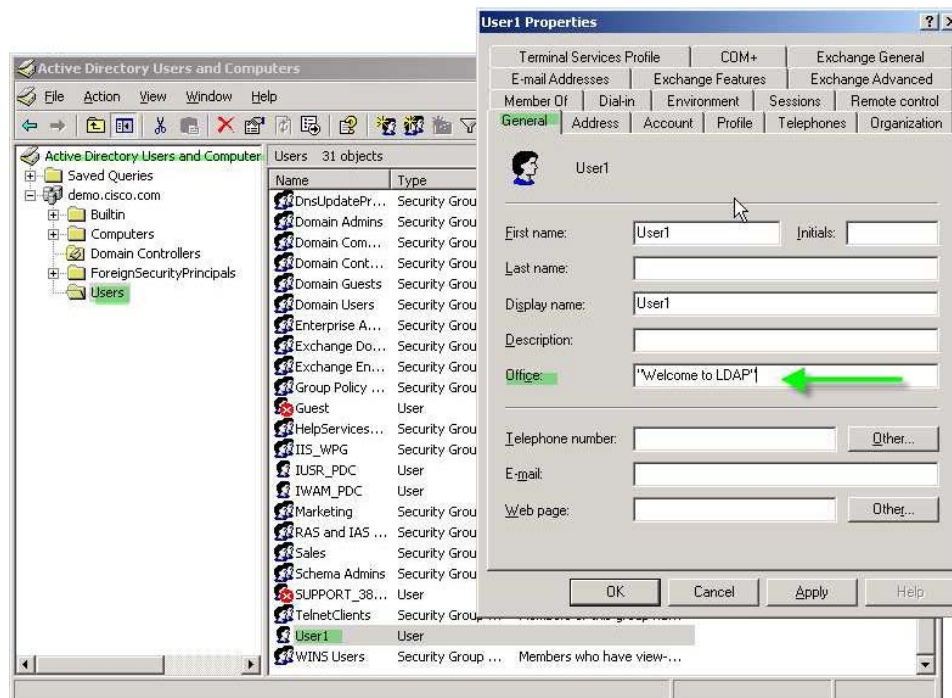 Active Directory Users and Computers
File Action View Window Help
Active Directory Users and Computer
Saved Queries
demo.cisco.com
Builtin
Computers
Domain Controllers
ForeignSecurityPrincipals
Users
Users 31 objects
Name Type
DnsUpdatePr... Security Grou
Domain Admins Security Grou
Domain Com... Security Grou
Domain Cont... Security Grou
Domain Guests Security Grou
Domain Users Security Grou
Enterprise A... Security Grou
Exchange Do... Security Grou
Exchange En... Security Grou
Group Policy ... Security Grou
Guest User
HelpServices... Security Grou
IIS_WPG Security Grou
IUSR_PDC User
IWAM_PDC User
Marketing Security Grou
RAS and IAS ... Security Grou
Sales Security Grou
Schema Admins Security Grou
SUPPORT_38... User
TelnetClients Security Group ... Members of this group
User1 User
WINS Users Security Group ... Members who have view-...
User1 Properties
Terminal Services Profile COM+ Exchange General
E-mail Addresses Exchange Features Exchange Advanced
Member Of Dial-in Environment Sessions Remote control
General Address Account Profile Telephones Organization
User1
First name: User1 Initials:
Last name:
Display name: User1
Description:
Office: "Welcome to LDAP"
Telephone number: Other...
E-mail:
Web page: Other...
OK Cancel Apply Help